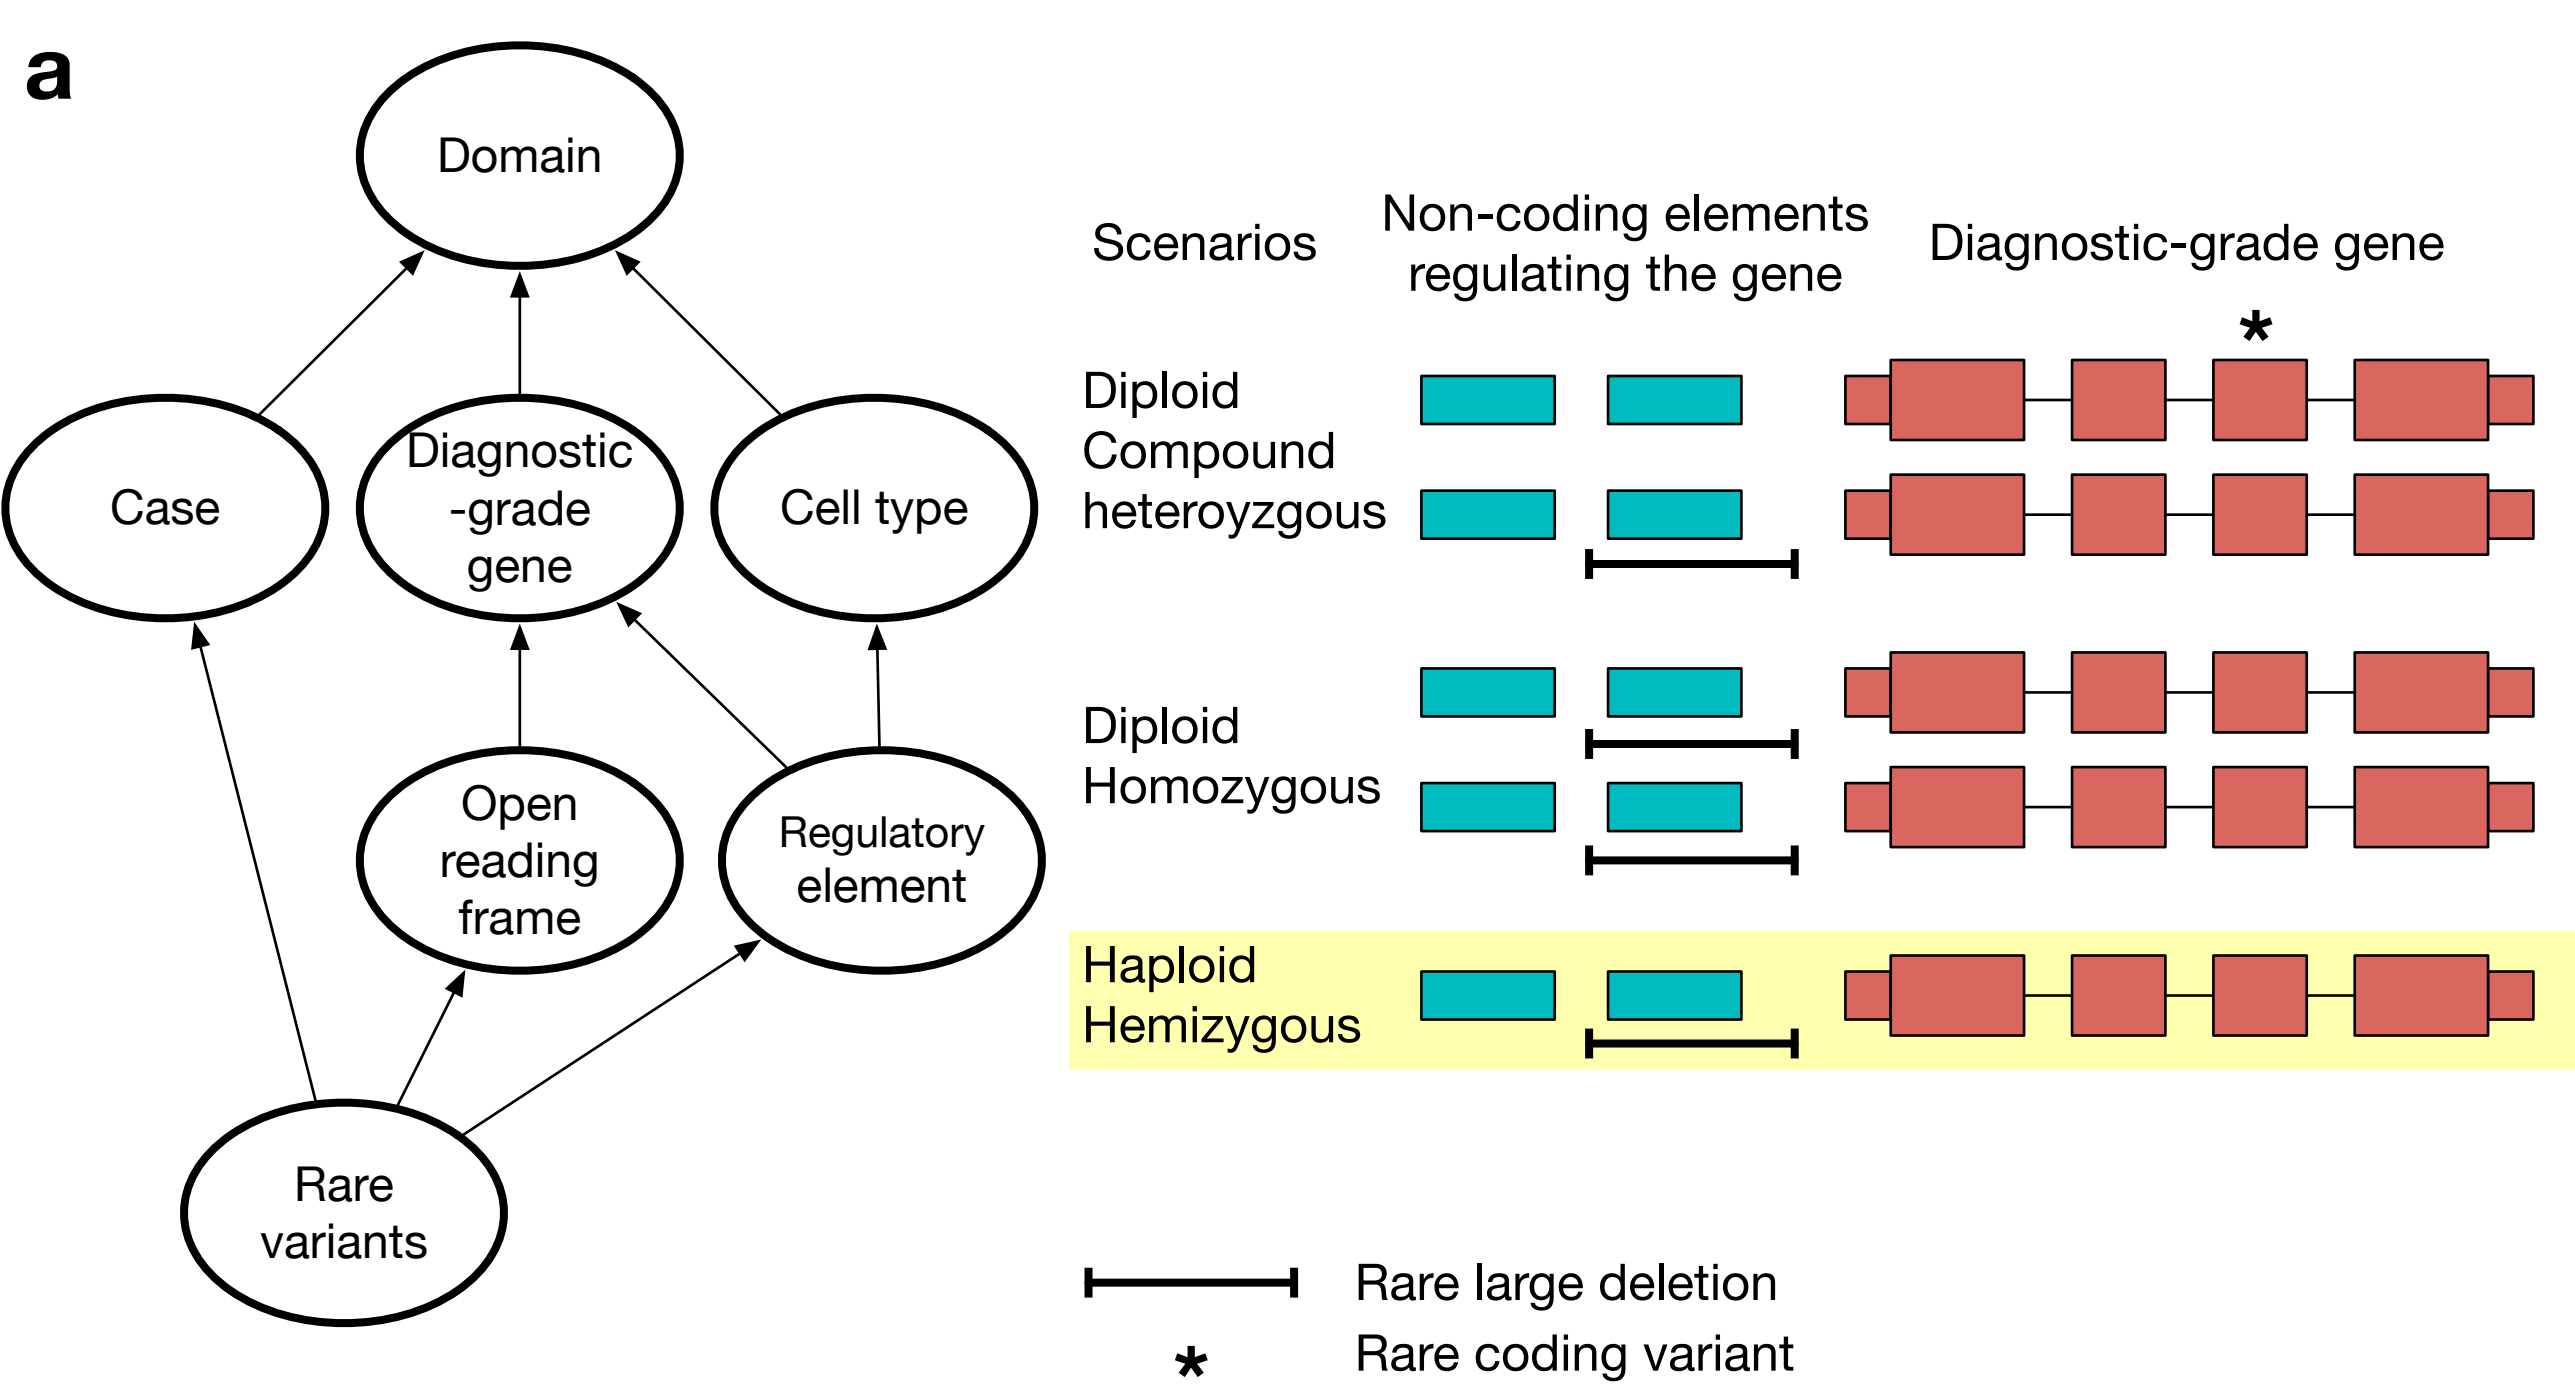 a
Domain
Case
Diagnostic
-grade
gene
Cell type
Open
reading
frame
Regulatory
element
Rare
variants
Scenarios
Non-coding elements
regulating the gene
Diagnostic-grade gene
*
Diploid
Compound
heteroyzgous
Diploid
Homozygous
Haploid
Hemizygous
Rare large deletion
* Rare coding variant